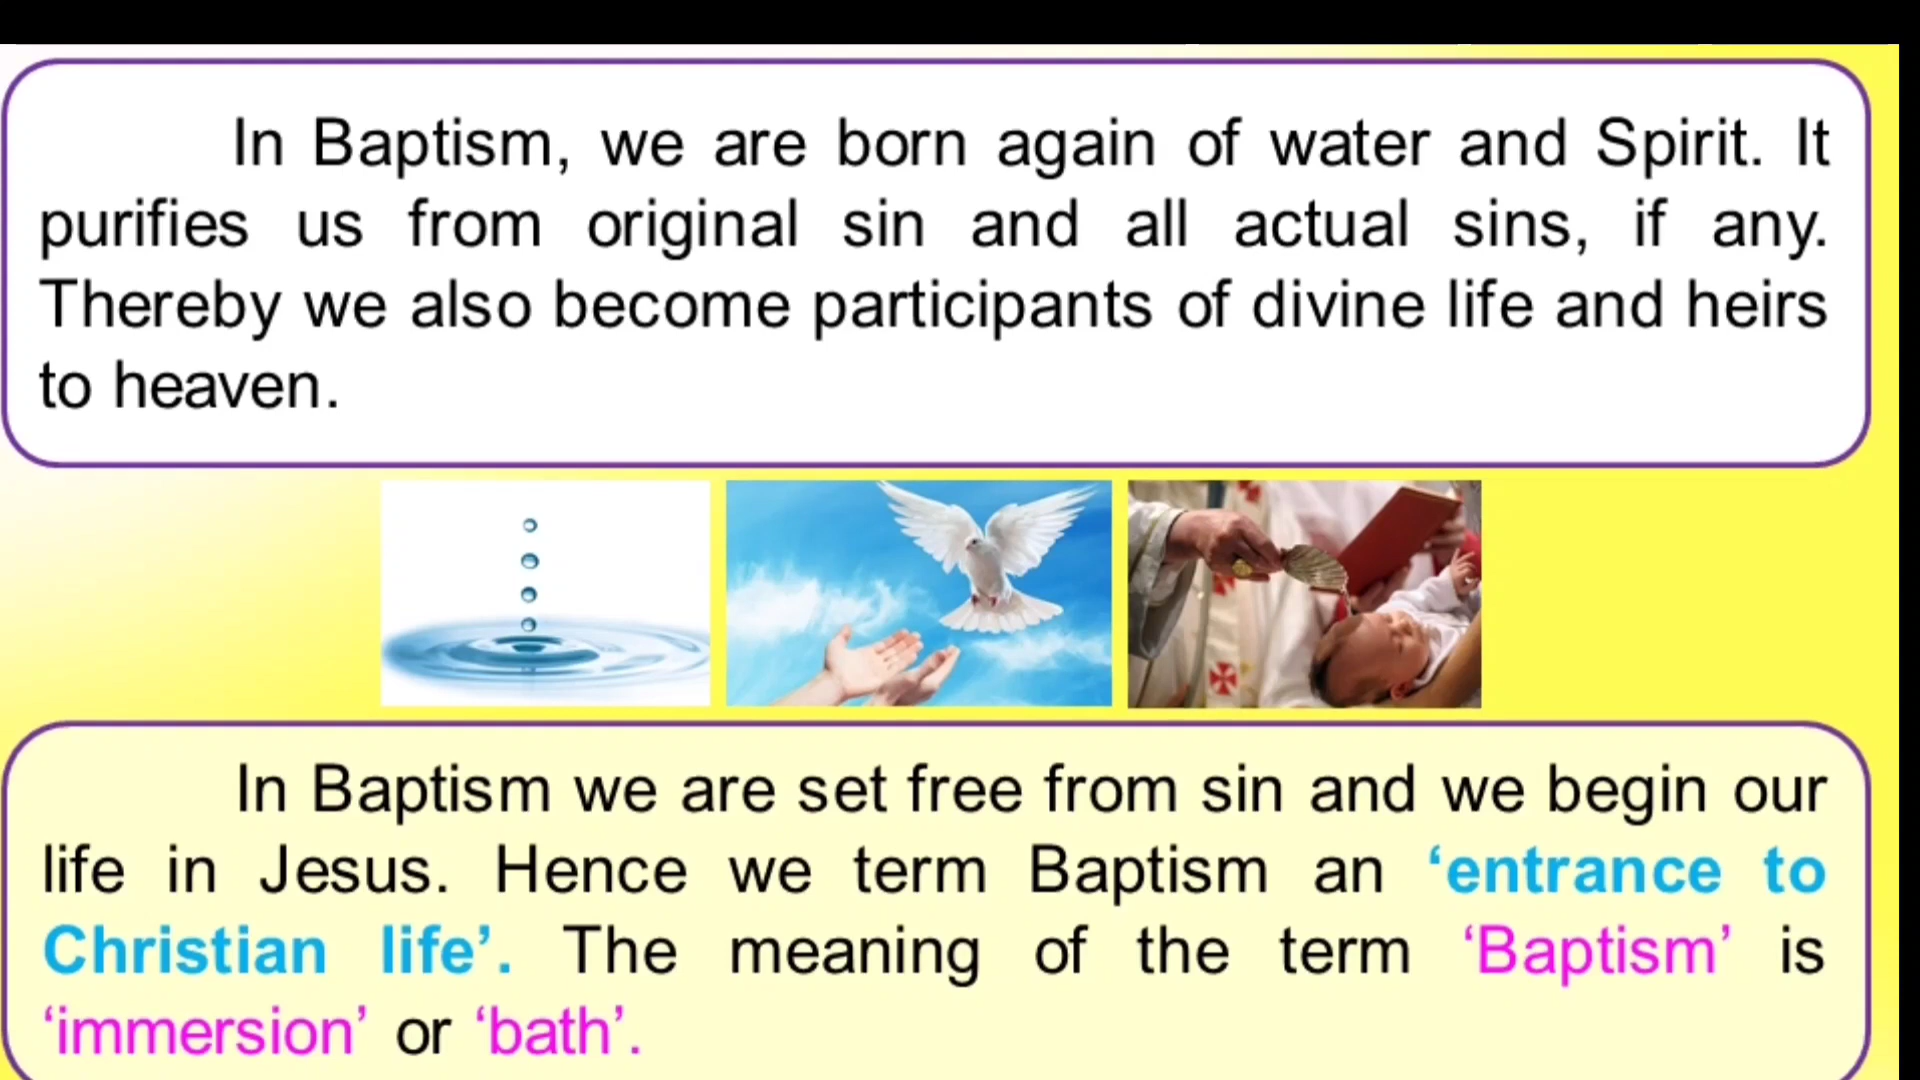 In Baptism, we are born again of water and Spirit. It
purifies us from original sin and all actual sins, if any.
Thereby we also become participants of divine life and heirs
to heaven.
In Baptism we are set free from sin and we begin our
life in Jesus. Hence we term Baptism an ‘entrance to
Christian life’. The meaning of the term ‘Baptism’ is
‘immersion’ or ‘bath’.